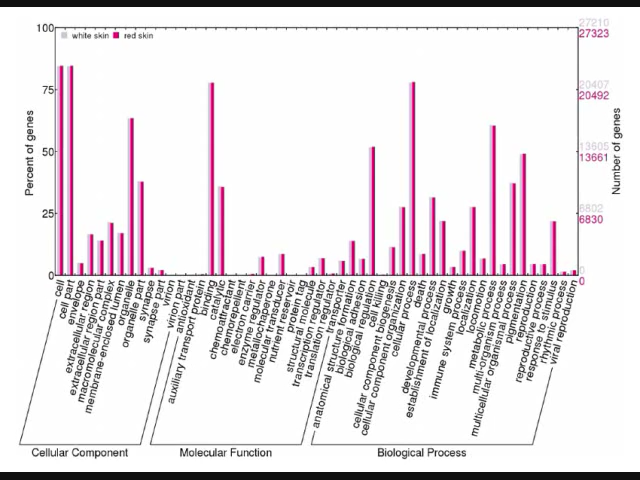 100
white skin red skin
27210
27323
75
20407
20492
Percent of genes
Number of genes
50
13605
13661
25
6802
6830
0
0
0
cell
cell part
envelope
extracellular region
extracellular region part
macromolecular complex
membrane-enclosed lumen
organelle
organelle part
synapse
synapse part
virion
virion part
antioxidant
auxiliary transport protein
binding
catalytic
chemoattractant
chemorepellent
electron carrier
enzyme regulator
metallochaperone
molecular transducer
nutrient reservoir
protein tag
structural molecule
transcription regulator
translation regulator
transporter
anatomical structure formation
biological adhesion
biological regulation
cell killing
cellular component biogenesis
cellular component organization
cellular process
death
developmental process
establishment of localization
growth
immune system process
localization
locomotion
metabolic process
multi-organism process
multicellular organismal process
pigmentation
reproduction
reproductive process
response to stimulus
rhythmic process
viral reproduction
Cellular Component
Molecular Function
Biological Process